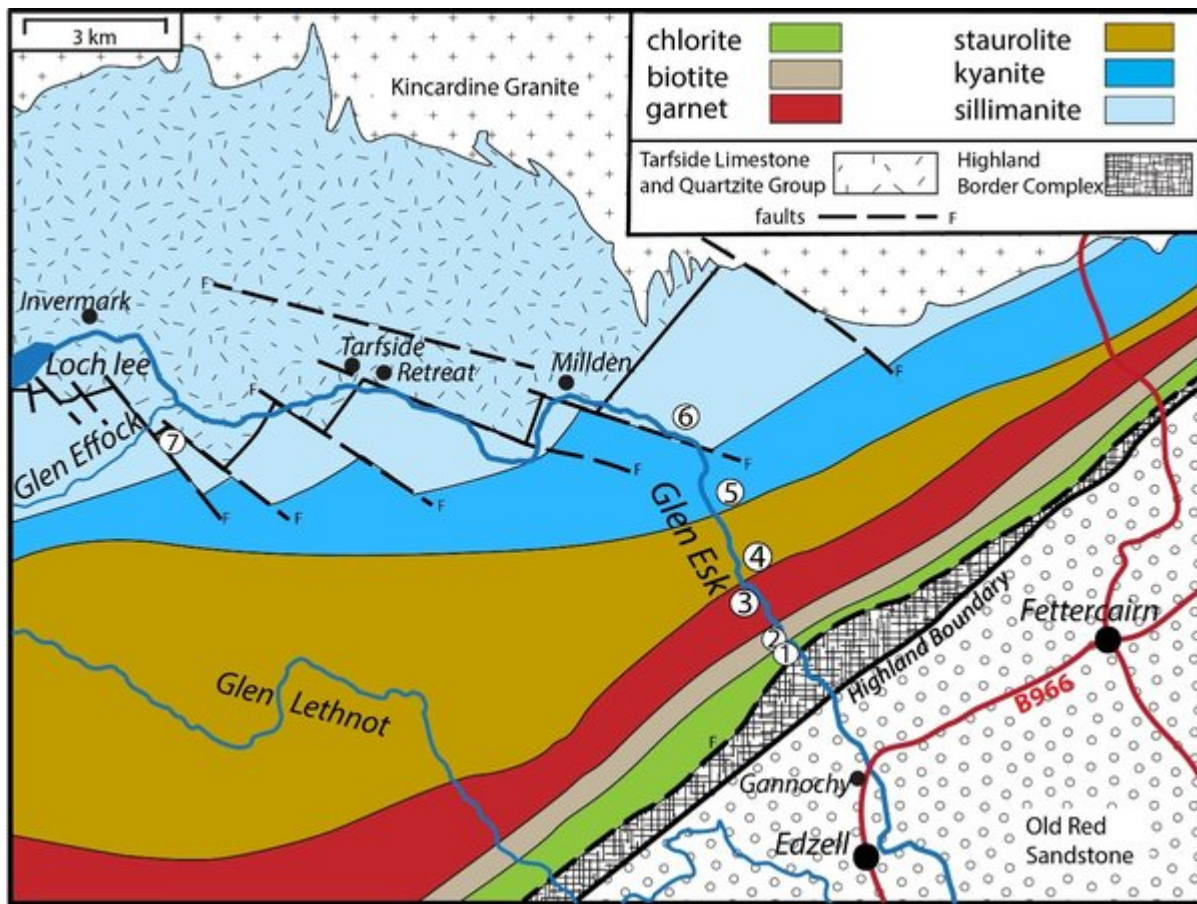 3 km
Kincardine Granite
chlorite
biotite
garnet
staurolite
kyanite
sillimanite
Tarfside Limestone
and Quartzite Group
Highland
Border Complex
faults
F
Invermark
Loch lee
Tarfside
Retreat
Millden
F
F
Glen Effock
7
6
F
F
F
F
F
5
Glen Esk
4
3
2
1
Fettercairn
Highland Boundary
B966
Glen Lethnot
F
Gannochy
Edzell
Old Red
Sandstone